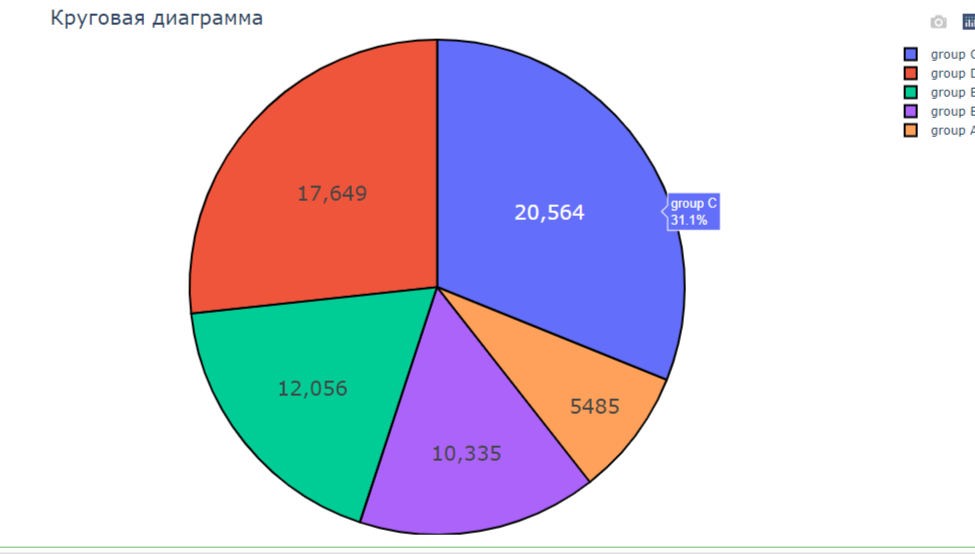 Круговая диаграмма
group
group
group
group
group A
17,649
20,564
group C
31.1%
12,056
5485
10,335